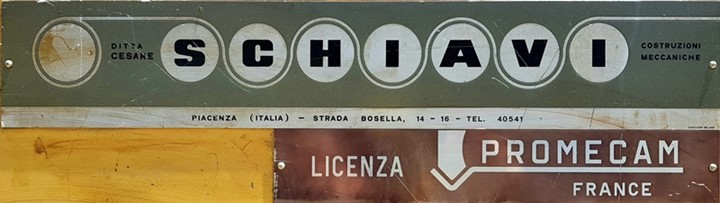 DITTA
CESARE
SCHIAVI
COSTRUZIONI
MECCANICHE
PIACENZA (ITALIA) – STRADA BOSELLA, 14 - 16 - TEL. 40541
LICENZA
PROMECAM
FRANCE